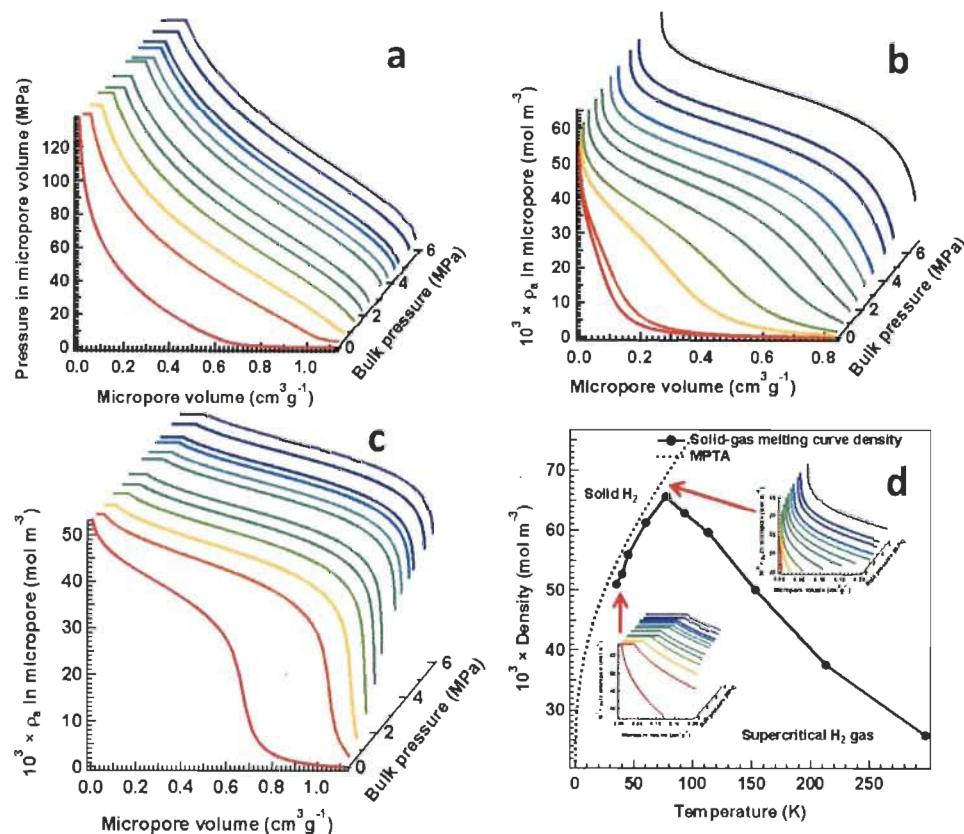 a
Pressure in micropore volume (MPa)
120
100
80
60
40
20
0
0.0 0.2 0.4 0.6 0.8 1.0
Micropore volume (cm³g⁻¹)
0 2 4 6
Bulk pressure (MPa)
b
10³ × ρₐ In micropore (mol m⁻³)
60
50
40
30
20
10
0
0.0 0.2 0.4 0.6 0.8
Micropore volume (cm³g⁻¹)
0 2 4 6
Bulk pressure (MPa)
c
10³ × ρₐ In micropore (mol m⁻³)
50
40
30
20
10
0
0.0 0.2 0.4 0.6 0.8 1.0
Micropore volume (cm³g⁻¹)
0 2 4 6
Bulk pressure (MPa)
d
Solid-gas melting curve density
MPTA
Solid H₂
Supercritical H₂ gas
10³ × Density (mol m⁻³)
70
60
50
40
30
0 50 100 150 200 250
Temperature (K)